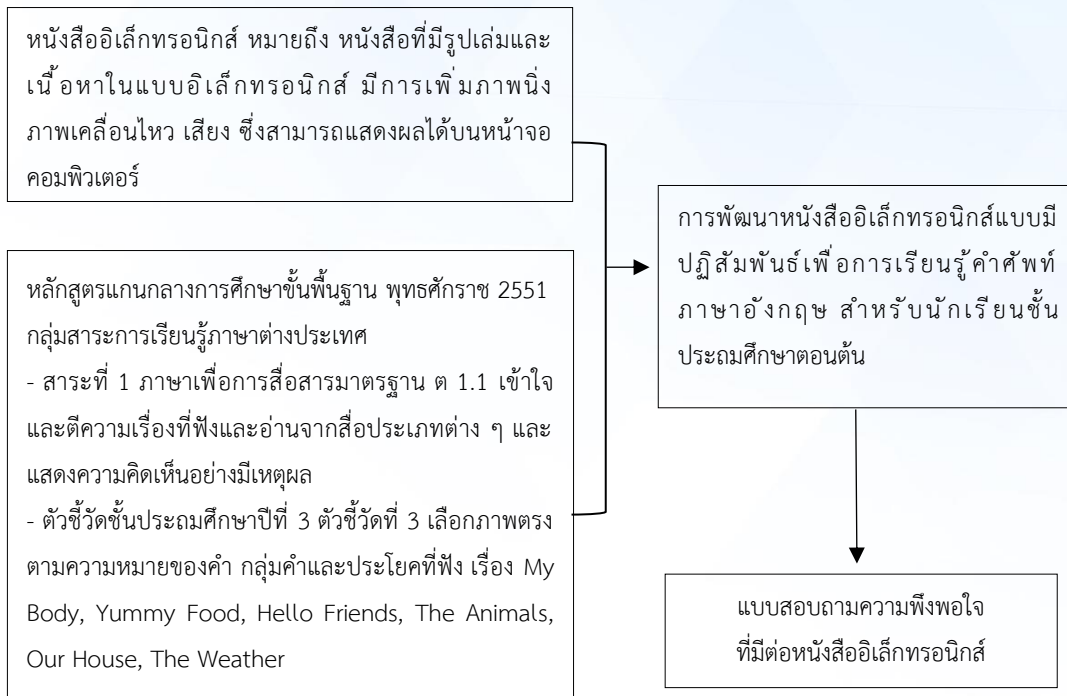 หนังสืออิเล็กทรอนิกส์ หมายถึง หนังสือที่มีรูปเล่มและ
เนื้อหาในแบบอิเล็กทรอนิกส์ มีการเพิ่มภาพนิ่ง
ภาพเคลื่อนไหว เสียง ซึ่งสามารถแสดงผลได้บนหน้าจอ
คอมพิวเตอร์
หลักสูตรแกนกลางการศึกษาขั้นพื้นฐาน พุทธศักราช 2551
กลุ่มสาระการเรียนรู้ภาษาต่างประเทศ
- สาระที่ 1 ภาษาเพื่อการสื่อสารมาตรฐาน ต 1.1 เข้าใจ
และตีความเรื่องที่ฟังและอ่านจากสื่อประเภทต่าง ๆ และ
แสดงความคิดเห็นอย่างมีเหตุผล
- ตัวชี้วัดชั้นประถมศึกษาปีที่ 3 ตัวชี้วัดที่ 3 เลือกภาพตรง
ตามความหมายของคำ กลุ่มคำและประโยคที่ฟัง เรื่อง My
Body, Yummy Food, Hello Friends, The Animals,
Our House, The Weather
การพัฒนาหนังสืออิเล็กทรอนิกส์แบบมี
ปฏิสัมพันธ์เพื่อการเรียนรู้คำศัพท์
ภาษาอังกฤษ สำหรับนักเรียนชั้น
ประถมศึกษาตอนต้น
แบบสอบถามความพึงพอใจ
ที่มีต่อหนังสืออิเล็กทรอนิกส์